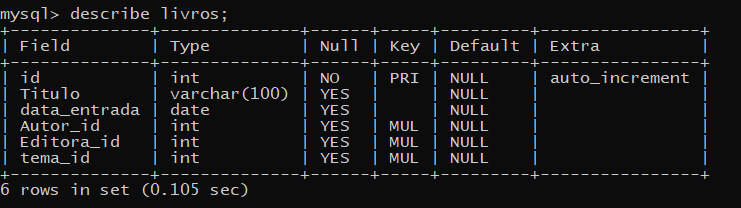 mysql> describe livros;
+--------------+--------------+------+-----+---------+----------------+
| Field        | Type         | Null | Key | Default | Extra          |
+--------------+--------------+------+-----+---------+----------------+
| id           | int          | NO   | PRI | NULL    | auto_increment |
| Titulo       | varchar(100) | YES  |     | NULL    |                |
| data_entrada | date         | YES  |     | NULL    |                |
| Autor_id     | int          | YES  | MUL | NULL    |                |
| Editora_id   | int          | YES  | MUL | NULL    |                |
| tema_id      | int          | YES  | MUL | NULL    |                |
+--------------+--------------+------+-----+---------+----------------+
6 rows in set (0.105 sec)